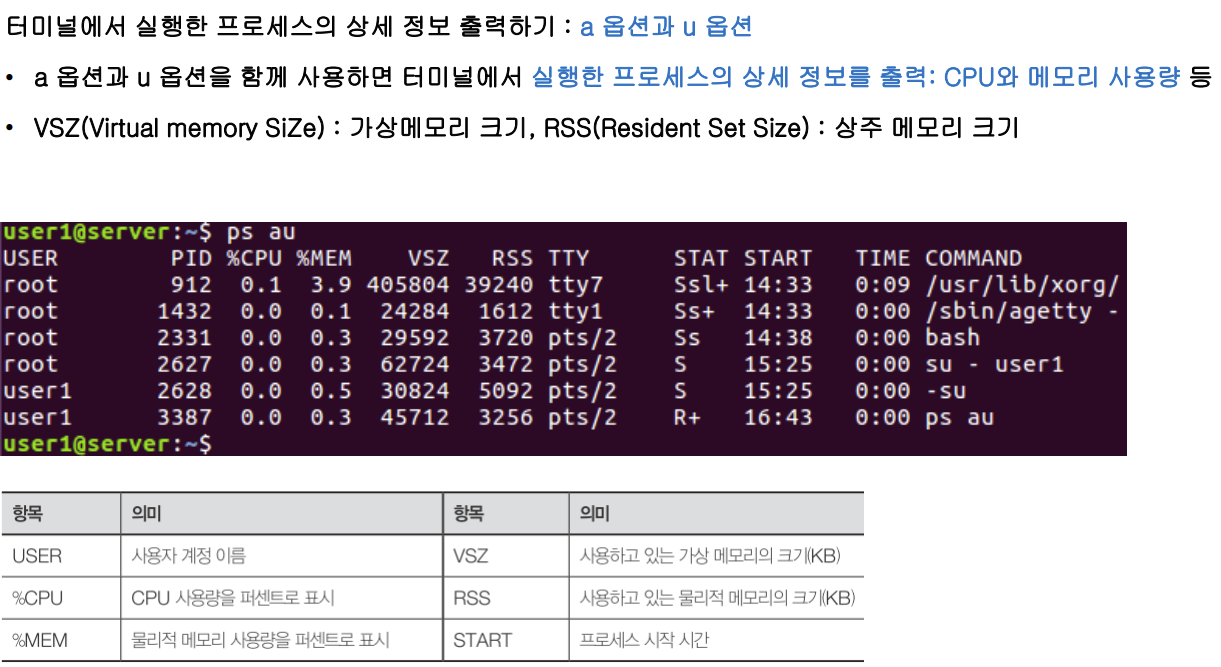 터미널에서 실행한 프로세스의 상세 정보 출력하기 : a 옵션과 u 옵션
• a 옵션과 u 옵션을 함께 사용하면 터미널에서 실행한 프로세스의 상세 정보를 출력: CPU와 메모리 사용량 등
• VSZ(Virtual memory SiZe) : 가상메모리 크기, RSS(Resident Set Size) : 상주 메모리 크기
user1@server:~$ ps au
USER PID %CPU %MEM VSZ RSS TTY STAT START TIME COMMAND
root 912 0.1 3.9 405804 39240 tty7 Ssl+ 14:33 0:09 /usr/lib/xorg/
root 1432 0.0 0.1 24284 1612 tty1 Ss+ 14:33 0:00 /sbin/agetty -
root 2331 0.0 0.3 29592 3720 pts/2 Ss 14:38 0:00 bash
root 2627 0.0 0.3 62724 3472 pts/2 S 15:25 0:00 su - user1
user1 2628 0.0 0.5 30824 5092 pts/2 S 15:25 0:00 -su
user1 3387 0.0 0.3 45712 3256 pts/2 R+ 16:43 0:00 ps au
user1@server:~$
항목 의미 항목 의미
USER 사용자 계정 이름 VSZ 사용하고 있는 가상 메모리의 크기(KB)
%CPU CPU 사용량을 퍼센트로 표시 RSS 사용하고 있는 물리적 메모리의 크기(KB)
%MEM 물리적 메모리 사용량을 퍼센트로 표시 START 프로세스 시작 시간